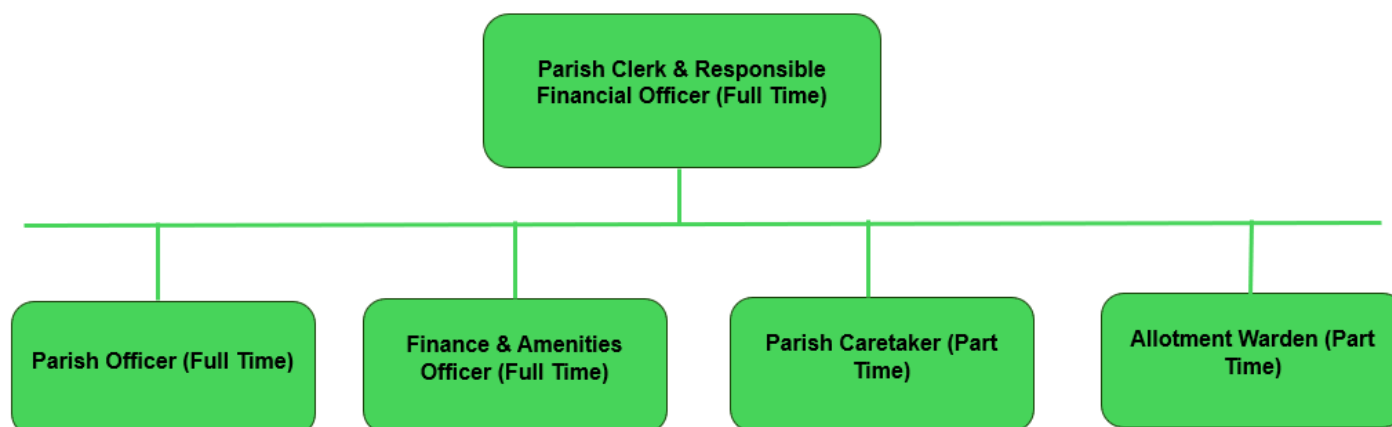 Parish Clerk & Responsible
Financial Officer (Full Time)
Parish Officer (Full Time)
Finance & Amenities
Officer (Full Time)
Parish Caretaker (Part
Time)
Allotment Warden (Part
Time)